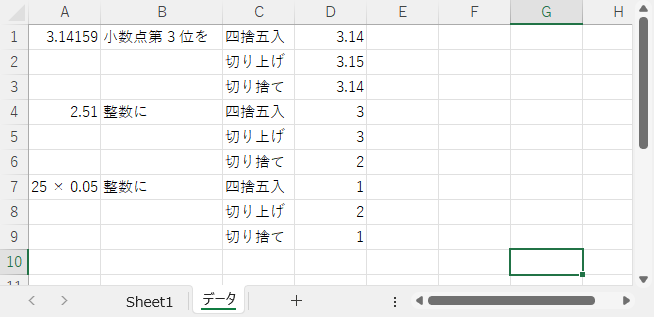 A B C D E F G H
1 3.14159 小数点第3位を 四捨五入 3.14
2 切り上げ 3.15
3 切り捨て 3.14
4 2.51 整数に 四捨五入 3
5 切り上げ 3
6 切り捨て 2
7 25 × 0.05 整数に 四捨五入 1
8 切り上げ 2
9 切り捨て 1
10
11
Sheet1 データ +